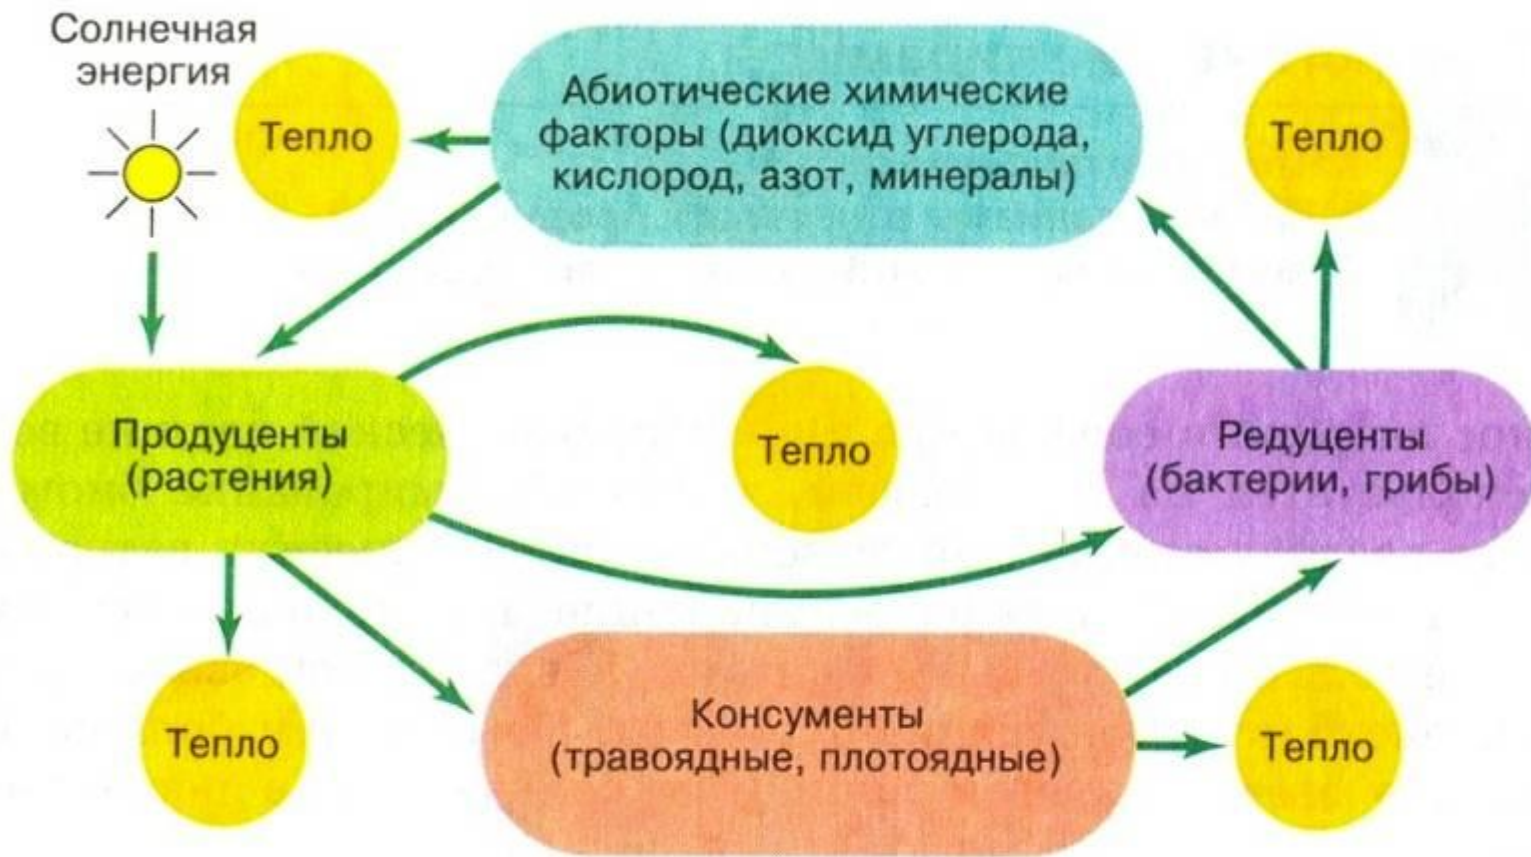 Солнечная
энергия
Тепло
Абиотические химические
факторы (диоксид углерода,
кислород, азот, минералы)
Тепло
Продуценты
(растения)
Тепло
Редуценты
(бактерии, грибы)
Тепло
Консументы
(травоядные, плотоядные)
Тепло